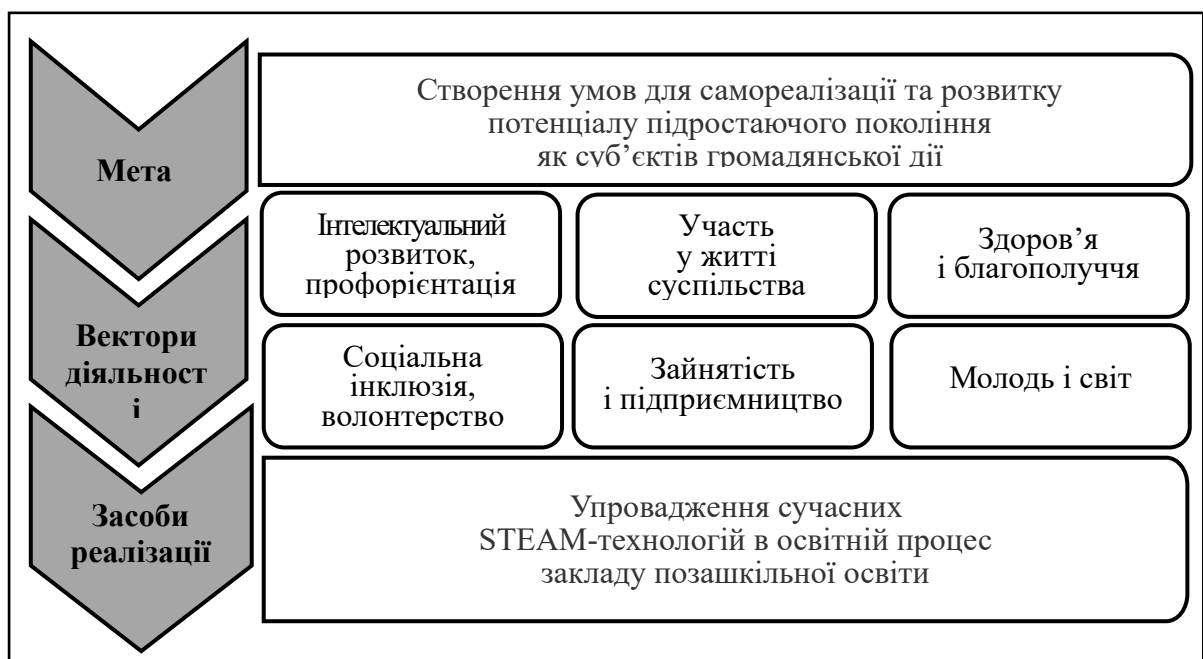 Мета
Створення умов для самореалізації та розвитку
потенціалу підростаючого покоління
як суб’єктів громадянської дії
Вектори
діяльност
і
Інтелектуальний
розвиток,
профорієнтація
Участь
у житті
суспільства
Здоров’я
і благополуччя
Соціальна
інклюзія,
волонтерство
Зайнятість
і підприємництво
Молодь і світ
Засоби
реалізації
Упровадження сучасних
STEAM-технологій в освітній процес
закладу позашкільної освіти